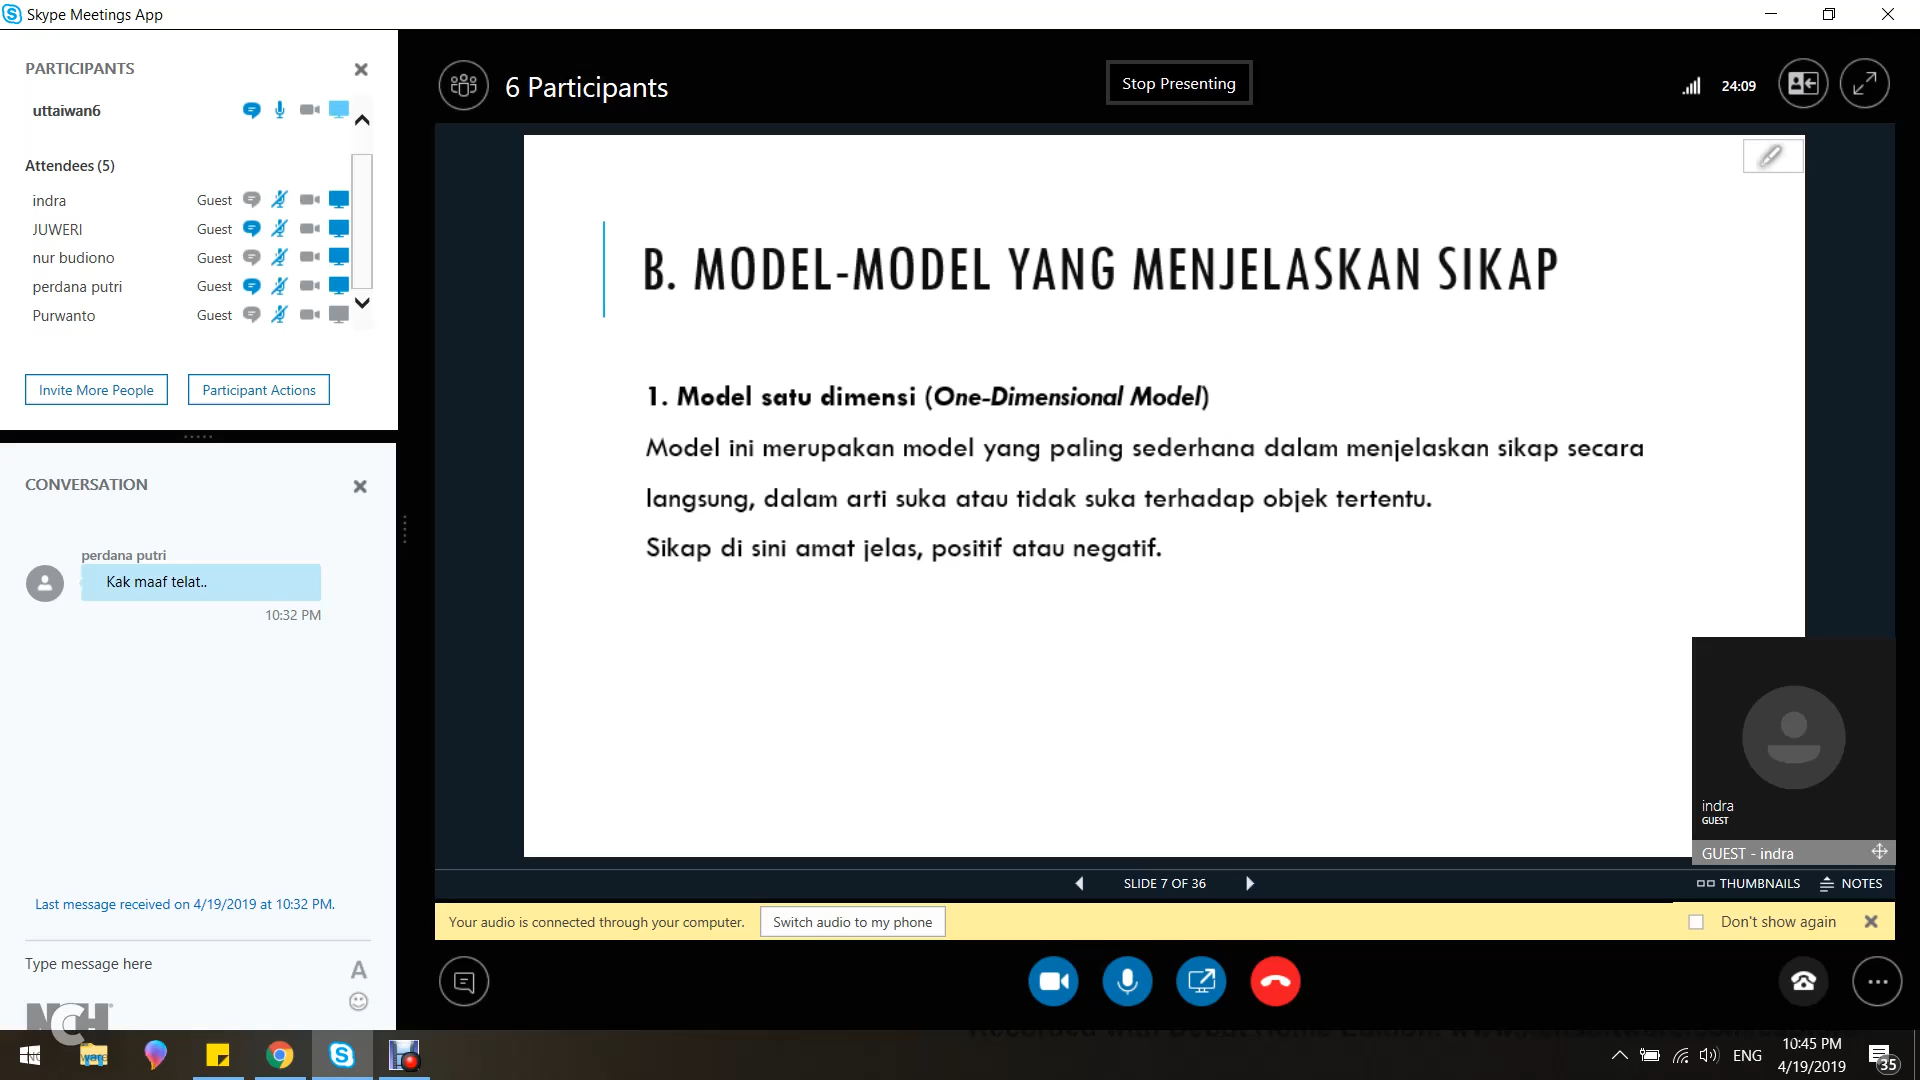 Skype Meetings App
PARTICIPANTS
uttaiwan6
Attendees (5)
indra Guest
JUWERI Guest
nur budiono Guest
perdana putri Guest
Purwanto Guest
Invite More People Participant Actions
CONVERSATION
perdana putri
Kak maaf telat..
10:32 PM
Last message received on 4/19/2019 at 10:32 PM.
Type message here
A
NCH
6 Participants
Stop Presenting
24:09
B. MODEL-MODEL YANG MENJELASKAN SIKAP
1. Model satu dimensi (One-Dimensional Model)
Model ini merupakan model yang paling sederhana dalam menjelaskan sikap secara
langsung, dalam arti suka atau tidak suka terhadap objek tertentu.
Sikap di sini amat jelas, positif atau negatif.
indra
GUEST
GUEST - indra
SLIDE 7 OF 36
THUMBNAILS NOTES
Your audio is connected through your computer. Switch audio to my phone
Don't show again
ENG
10:45 PM
4/19/2019
35